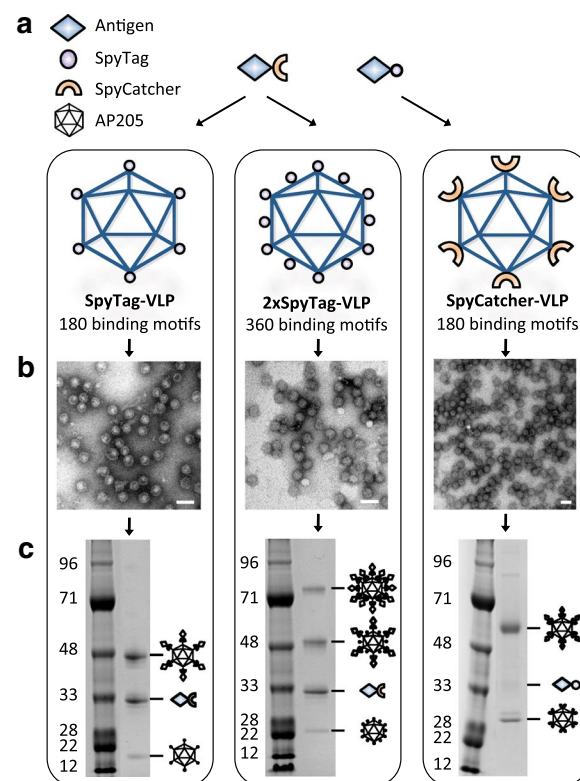 a
Antigen
SpyTag
SpyCatcher
AP205
SpyTag-VLP
180 binding motifs
2xSpyTag-VLP
360 binding motifs
SpyCatcher-VLP
180 binding motifs
b
c
96
71
48
33
28
22
12
96
71
48
33
28
22
12
96
71
48
33
28
22
12